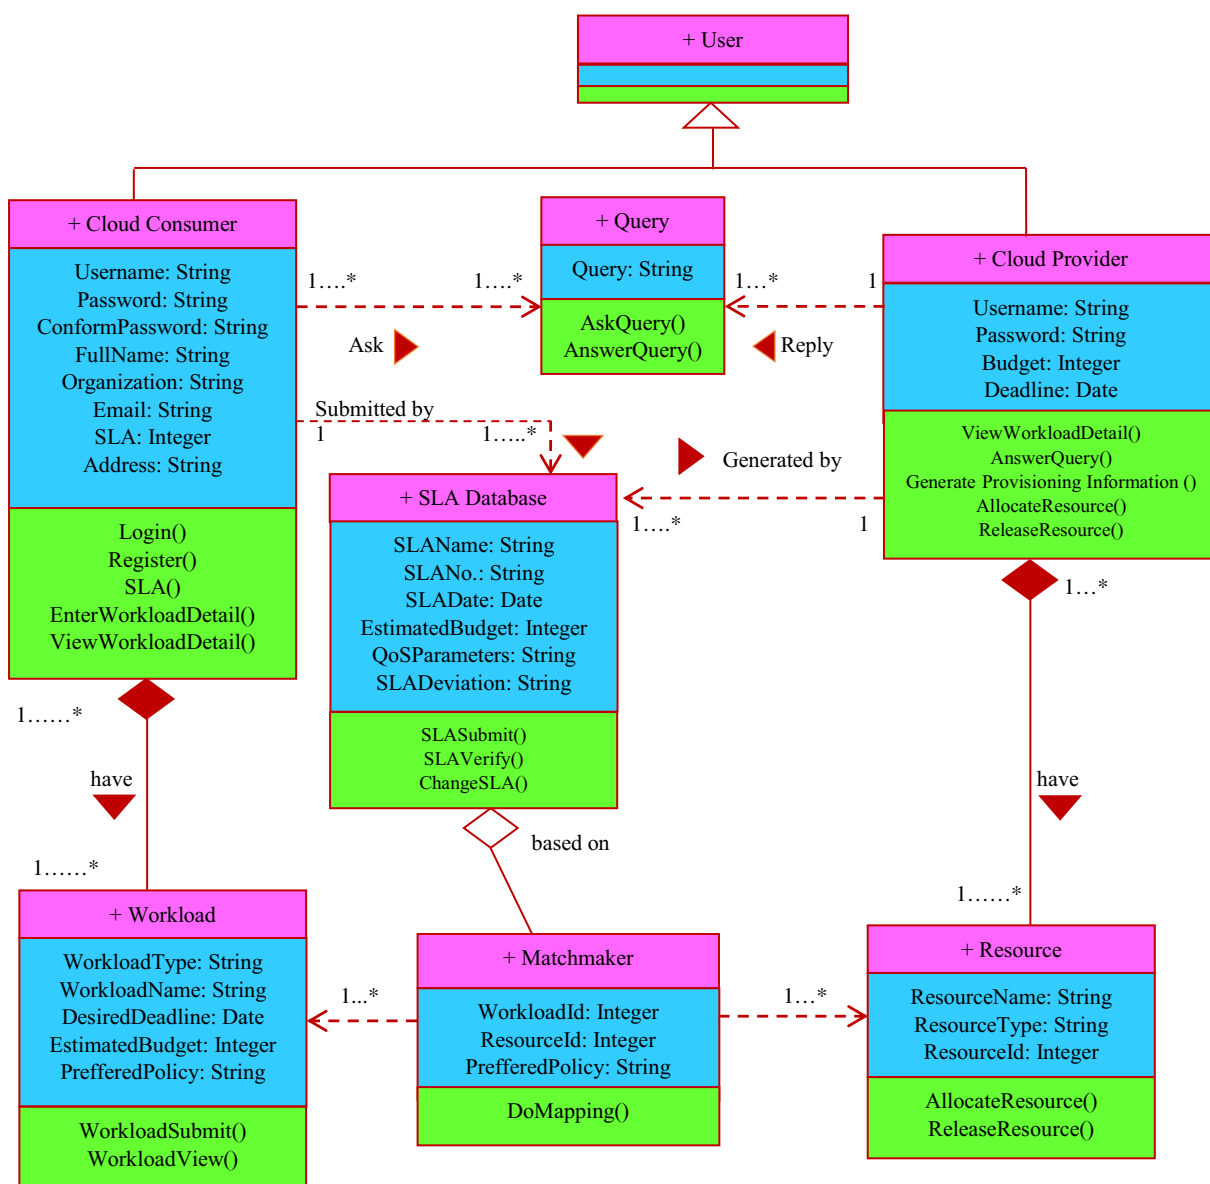 + User
+ Cloud Consumer
Username: String
Password: String
ConformPassword: String
FullName: String
Organization: String
Email: String
SLA: Integer
Address: String
Login()
Register()
SLA()
EnterWorkloadDetail()
ViewWorkloadDetail()
1….*
1….*
Ask
+ Query
Query: String
AskQuery()
AnswerQuery()
1…*
1
Reply
+ Cloud Provider
Username: String
Password: String
Budget: Integer
Deadline: Date
ViewWorkloadDetail()
AnswerQuery()
Generate Provisioning Information ()
AllocateResource()
ReleaseResource()
Submitted by
1
1…..*
Generated by
1….*
1
+ SLA Database
SLAName: String
SLANo.: String
SLADate: Date
EstimatedBudget: Integer
QoSParameters: String
SLADeviation: String
SLASubmit()
SLAVerify()
ChangeSLA()
1……*
have
1……*
based on
1…*
have
1……*
+ Workload
WorkloadType: String
WorkloadName: String
DesiredDeadline: Date
EstimatedBudget: Integer
PrefferedPolicy: String
WorkloadSubmit()
WorkloadView()
1...*
+ Matchmaker
WorkloadId: Integer
ResourceId: Integer
PrefferedPolicy: String
DoMapping()
1…*
+ Resource
ResourceName: String
ResourceType: String
ResourceId: Integer
AllocateResource()
ReleaseResource()